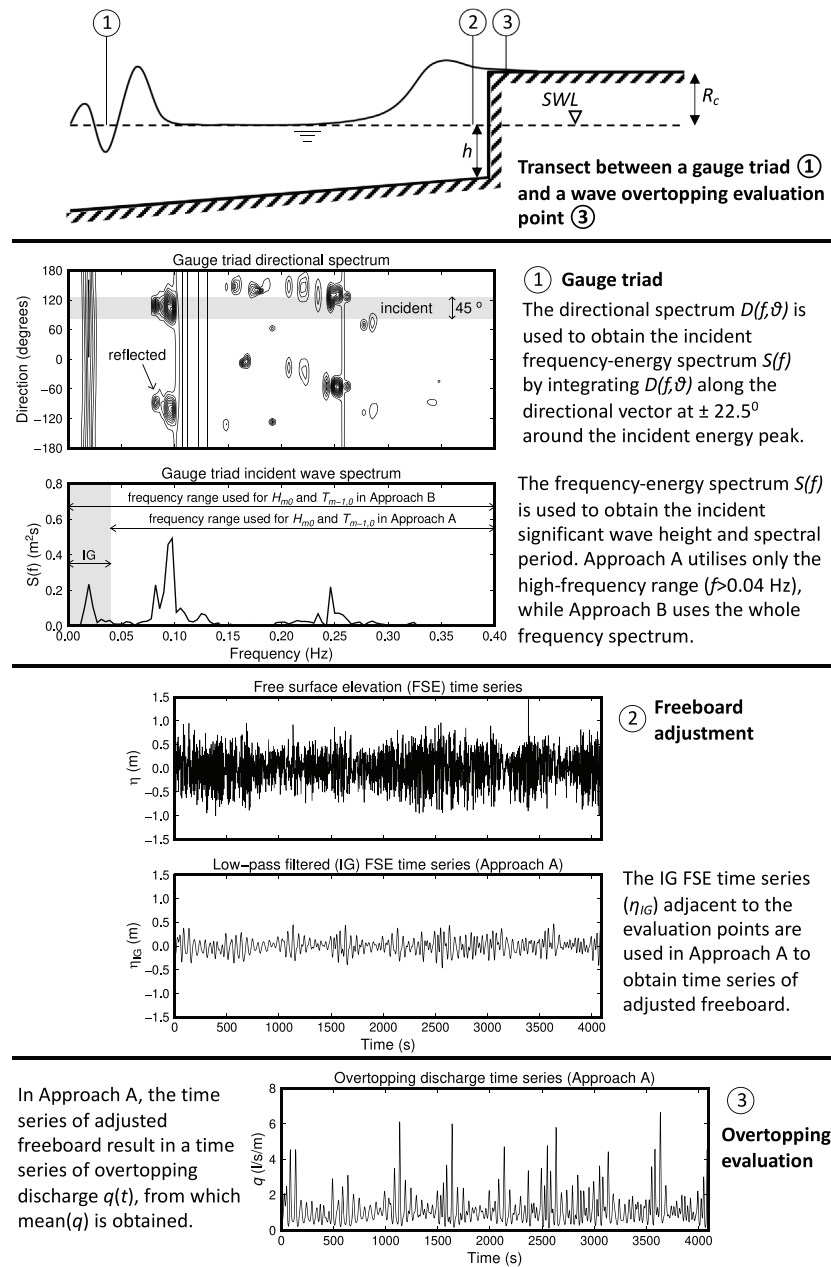 1
2
3
SWL
R_c
h
Transect between a gauge triad ①
and a wave overtopping evaluation
point ③
Gauge triad directional spectrum
180
120
60
0
−60
−120
−180
Direction (degrees)
incident
45 °
reflected
① Gauge triad
The directional spectrum D(f,ϑ) is
used to obtain the incident
frequency-energy spectrum S(f)
by integrating D(f,ϑ) along the
directional vector at ± 22.5⁰
around the incident energy peak.
Gauge triad incident wave spectrum
0.8
0.6
0.4
0.2
0.0
S(f) (m²s)
frequency range used for H_m0 and T_m−1,0 in Approach B
frequency range used for H_m0 and T_m−1,0 in Approach A
IG
0.00 0.05 0.10 0.15 0.20 0.25 0.30 0.35 0.40
Frequency (Hz)
The frequency-energy spectrum S(f)
is used to obtain the incident
significant wave height and spectral
period. Approach A utilises only the
high-frequency range (f>0.04 Hz),
while Approach B uses the whole
frequency spectrum.
Free surface elevation (FSE) time series
1.5
1.0
0.5
0.0
−0.5
−1.0
−1.5
η (m)
② Freeboard
adjustment
Low−pass filtered (IG) FSE time series (Approach A)
1.5
1.0
0.5
0.0
−0.5
−1.0
−1.5
η_IG (m)
0 500 1000 1500 2000 2500 3000 3500 4000
Time (s)
The IG FSE time series
(η_IG) adjacent to the
evaluation points are
used in Approach A to
obtain time series of
adjusted freeboard.
In Approach A, the time
series of adjusted
freeboard result in a time
series of overtopping
discharge q(t), from which
mean(q) is obtained.
Overtopping discharge time series (Approach A)
8
6
4
2
0
q (l/s/m)
0 500 1000 1500 2000 2500 3000 3500 4000
Time (s)
③
Overtopping
evaluation